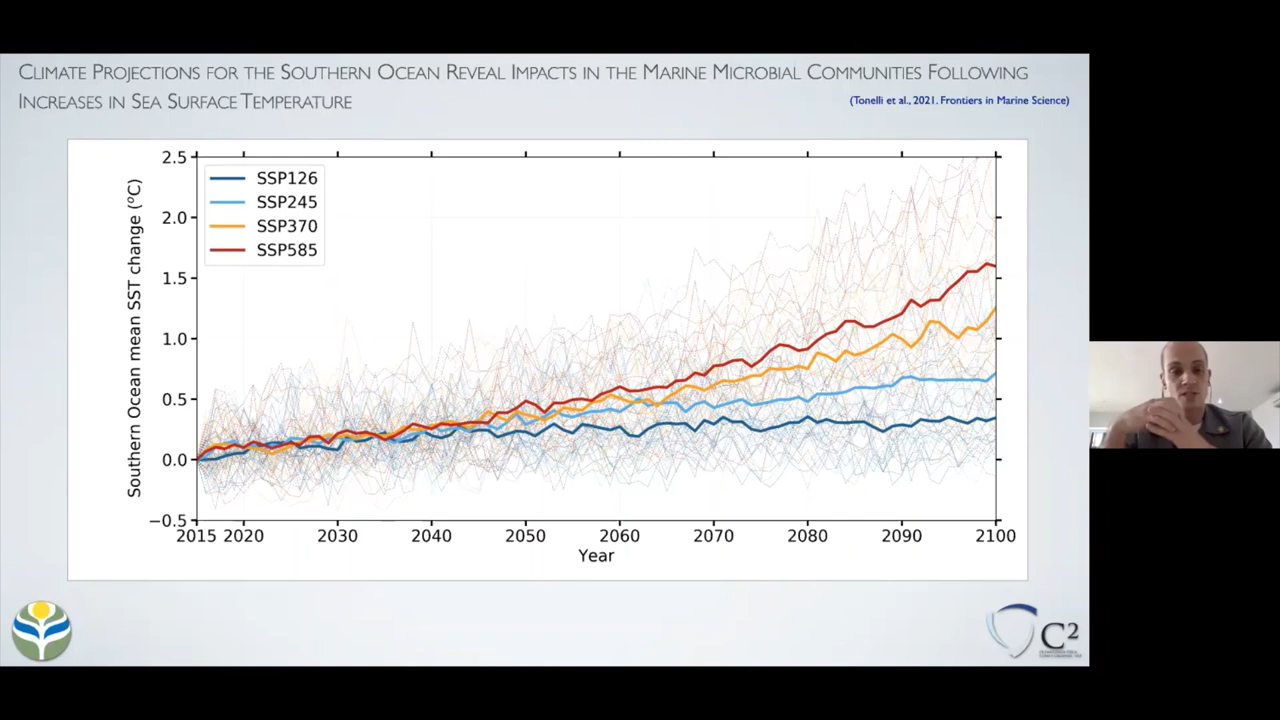 CLIMATE PROJECTIONS FOR THE SOUTHERN OCEAN REVEAL IMPACTS IN THE MARINE MICROBIAL COMMUNITIES FOLLOWING
INCREASES IN SEA SURFACE TEMPERATURE
(Tonelli et al., 2021. Frontiers in Marine Science)
SSP126
SSP245
SSP370
SSP585
Southern Ocean mean SST change (°C)
2.5
2.0
1.5
1.0
0.5
0.0
−0.5
2015 2020 2030 2040 2050 2060 2070 2080 2090 2100
Year
C²